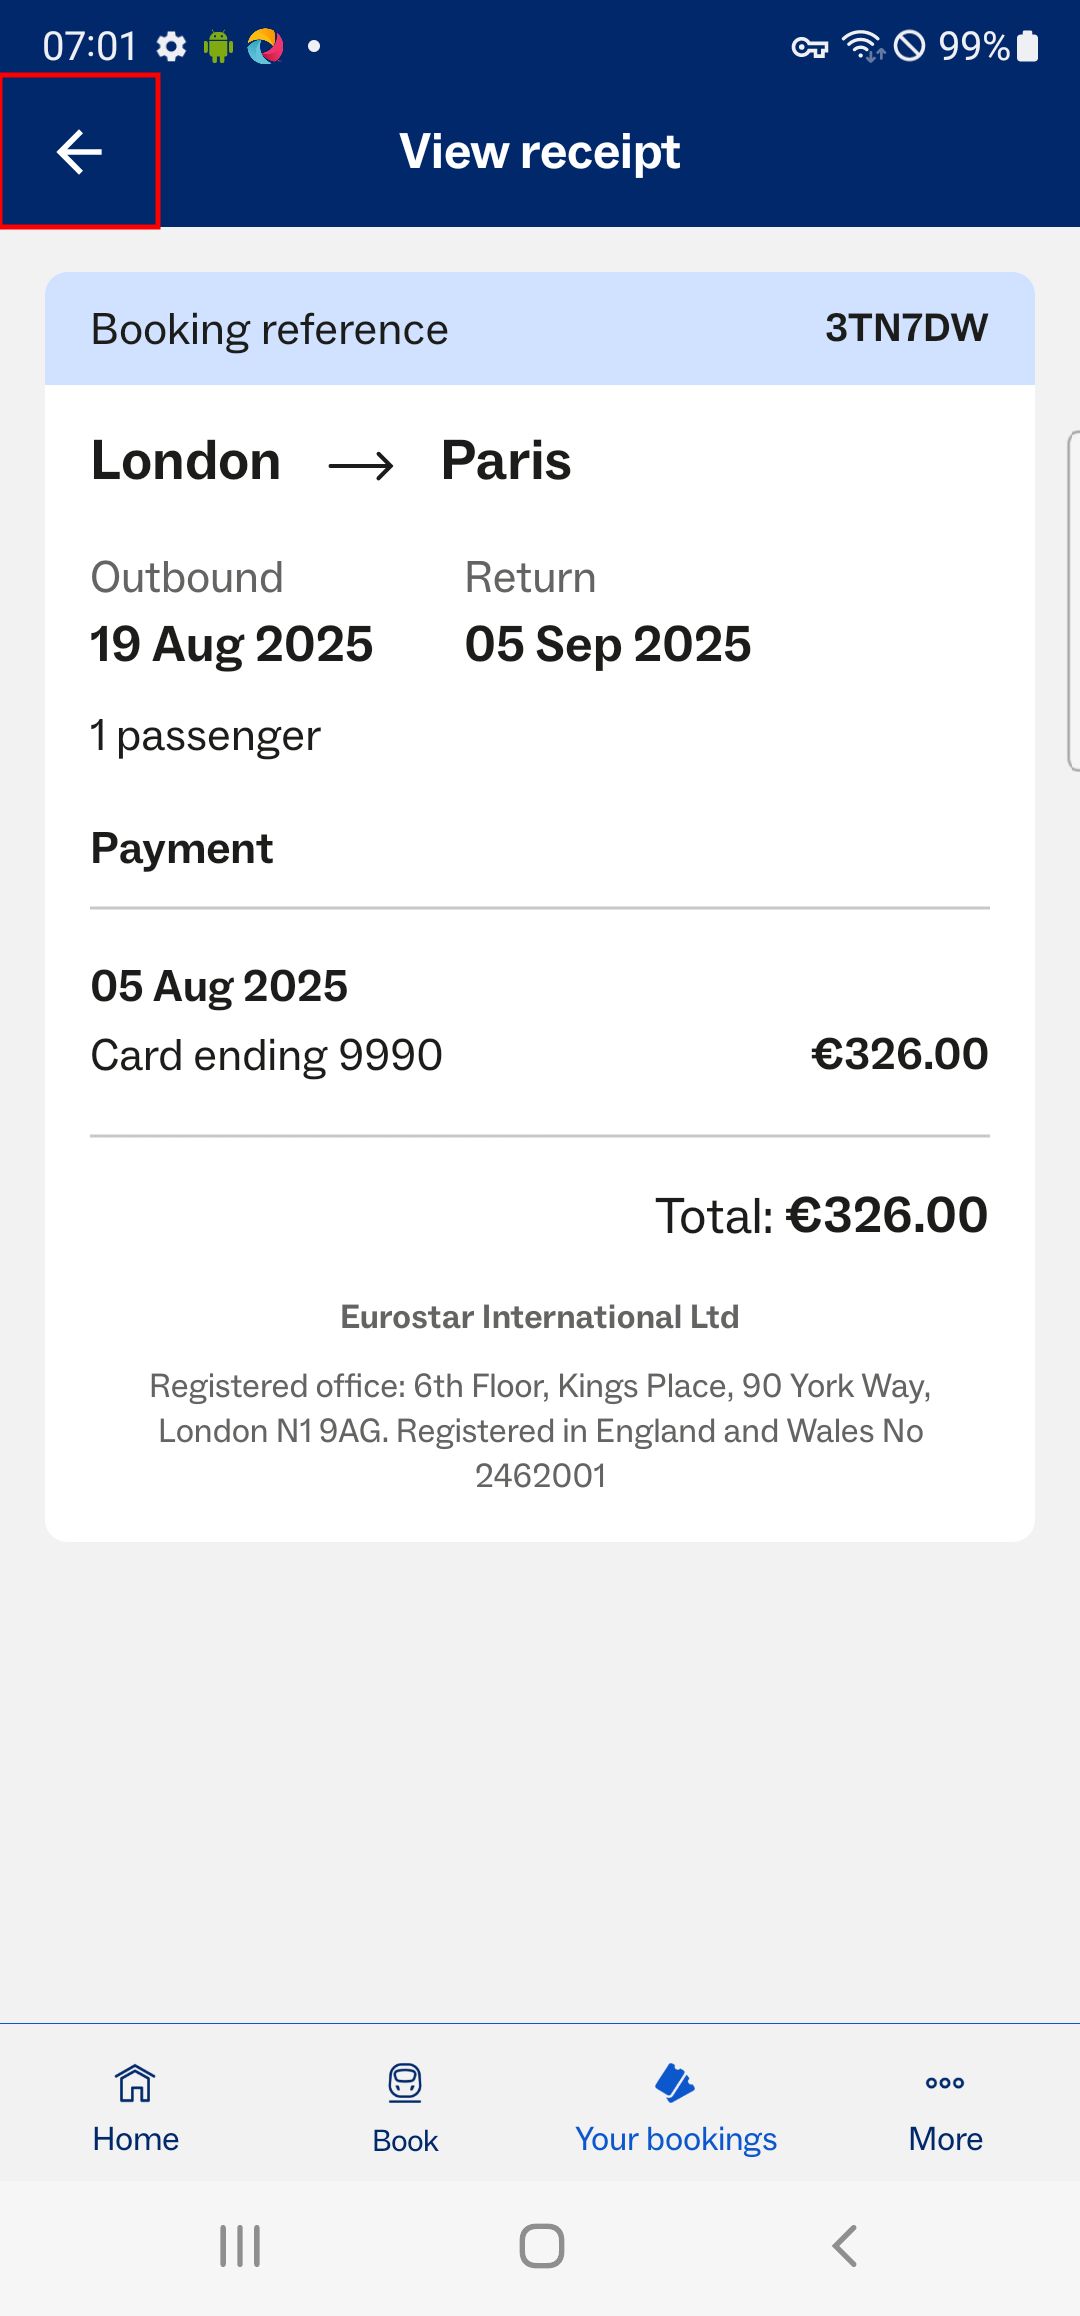 07:01
99%
View receipt
Booking reference 3TN7DW
London → Paris
Outbound Return
19 Aug 2025 05 Sep 2025
1 passenger
Payment
05 Aug 2025
Card ending 9990 €326.00
Total: €326.00
Eurostar International Ltd
Registered office: 6th Floor, Kings Place, 90 York Way,
London N1 9AG. Registered in England and Wales No
2462001
Home Book Your bookings More